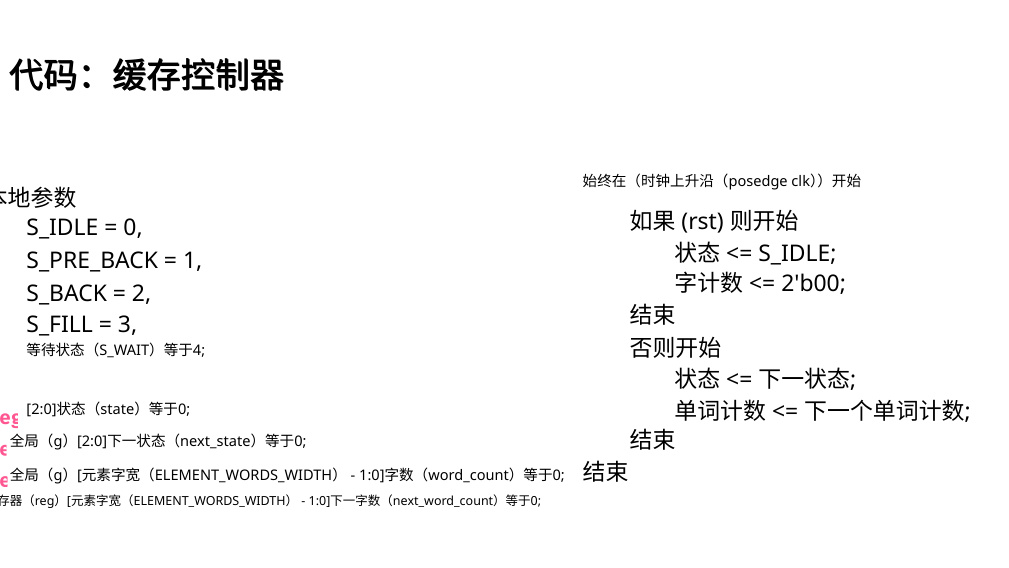 代码：缓存控制器
本地参数
S_IDLE = 0,
S_PRE_BACK = 1,
S_BACK = 2,
S_FILL = 3,
等待状态（S_WAIT）等于4;
[2:0]状态（state）等于0;
全局（g）[2:0]下一状态（next_state）等于0;
全局（g）[元素字宽（ELEMENT_WORDS_WIDTH） - 1:0]字数（word_count）等于0;
存器（reg）[元素字宽（ELEMENT_WORDS_WIDTH） - 1:0]下一字数（next_word_count）等于0;
始终在（时钟上升沿（posedge clk））开始
如果 (rst) 则开始
状态 <= S_IDLE;
字计数 <= 2'b00;
结束
否则开始
状态 <= 下一状态;
单词计数 <= 下一个单词计数;
结束
结束